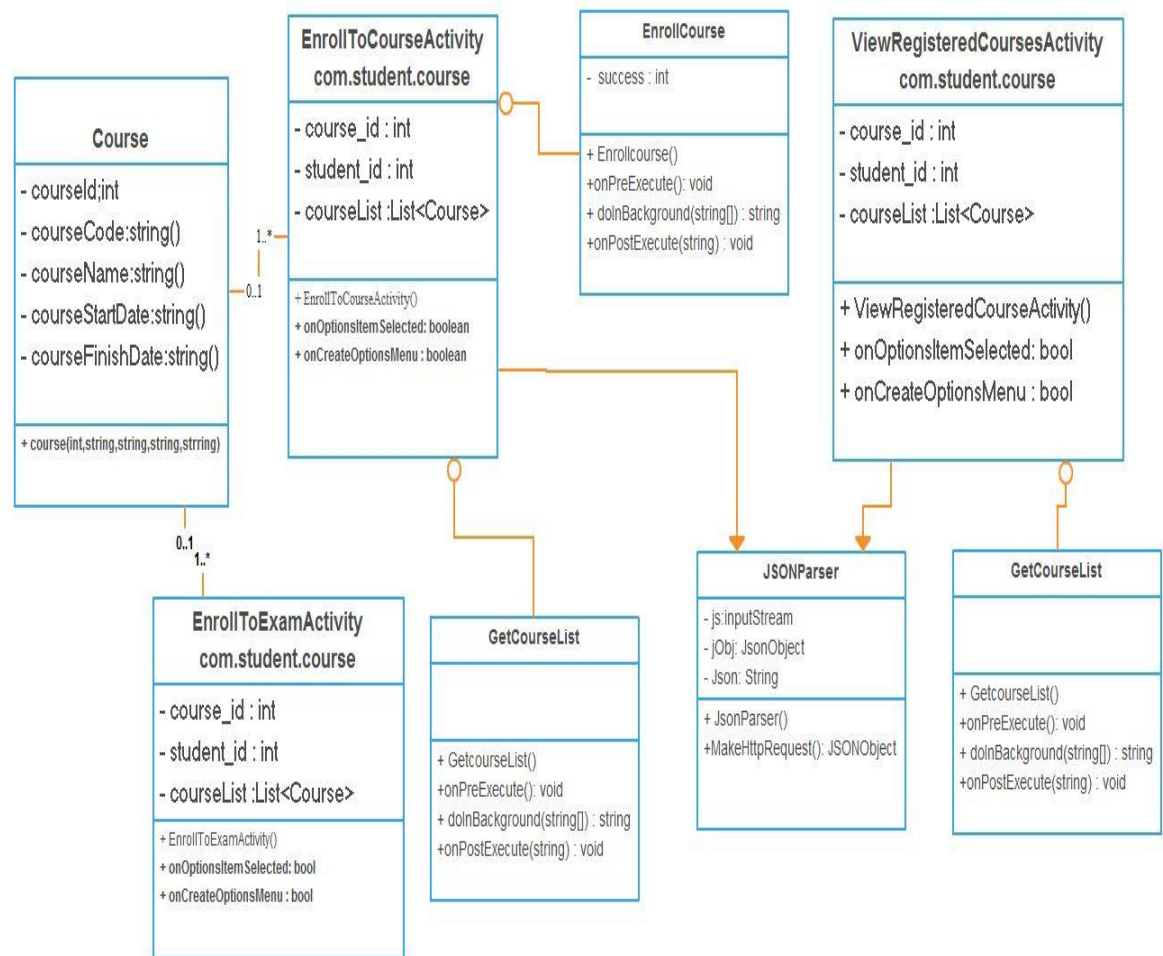 Course
- courseId;int
- courseCode:string()
- courseName:string()
- courseStartDate:string()
- courseFinishDate:string()
+ course(int,string,string,string,strring)
EnrollToCourseActivity
com.student.course
- course_id : int
- student_id : int
- courseList :List<Course>
+ EnrollToCourseActivity()
+ onOptionsItemSelected: boolean
+ onCreateOptionsMenu : boolean
EnrollCourse
- success : int
+ Enrollcourse()
+onPreExecute(): void
+ doInBackground(string[]) : string
+onPostExecute(string) : void
ViewRegisteredCoursesActivity
com.student.course
- course_id : int
- student_id : int
- courseList :List<Course>
+ ViewRegisteredCourseActivity()
+ onOptionsItemSelected: bool
+ onCreateOptionsMenu : bool
1..*
0..1
0..1
1..*
EnrollToExamActivity
com.student.course
- course_id : int
- student_id : int
- courseList :List<Course>
+ EnrollToExamActivity()
+ onOptionsItemSelected: bool
+ onCreateOptionsMenu : bool
GetCourseList
+ GetcourseList()
+onPreExecute(): void
+ doInBackground(string[]) : string
+onPostExecute(string) : void
JSONParser
- js:inputStream
- jObj: JsonObject
- Json: String
+ JsonParser()
+MakeHttpRequest(): JSONObject
GetCourseList
+ GetcourseList()
+onPreExecute(): void
+ doInBackground(string[]) : string
+onPostExecute(string) : void